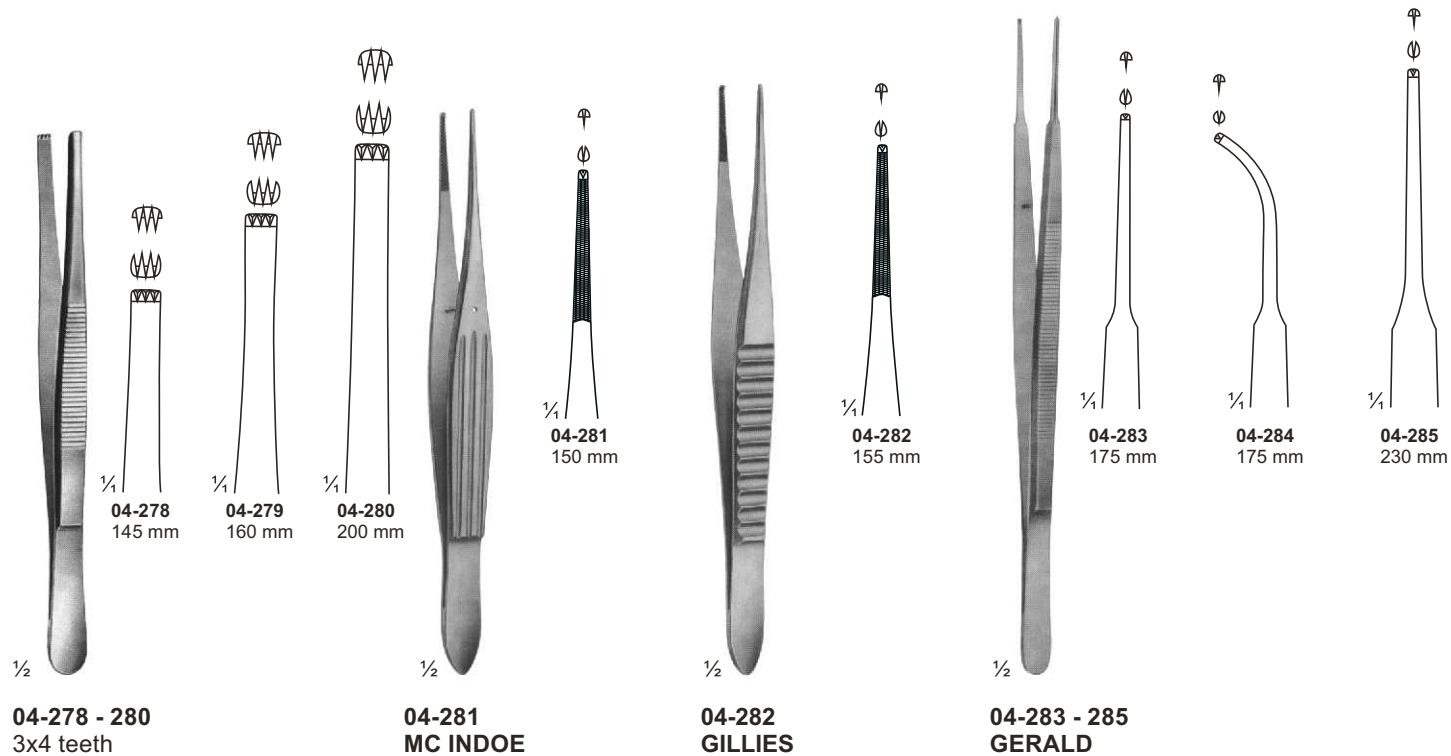 ⅟₁
04-278
145 mm
⅟₁
04-279
160 mm
⅟₁
04-280
200 mm
⅟₁
04-281
150 mm
⅟₁
04-282
155 mm
⅟₁
04-283
175 mm
⅟₁
04-284
175 mm
⅟₁
04-285
230 mm
½
04-278 - 280
3x4 teeth
½
04-281
MC INDOE
½
04-282
GILLIES
½
04-283 - 285
GERALD